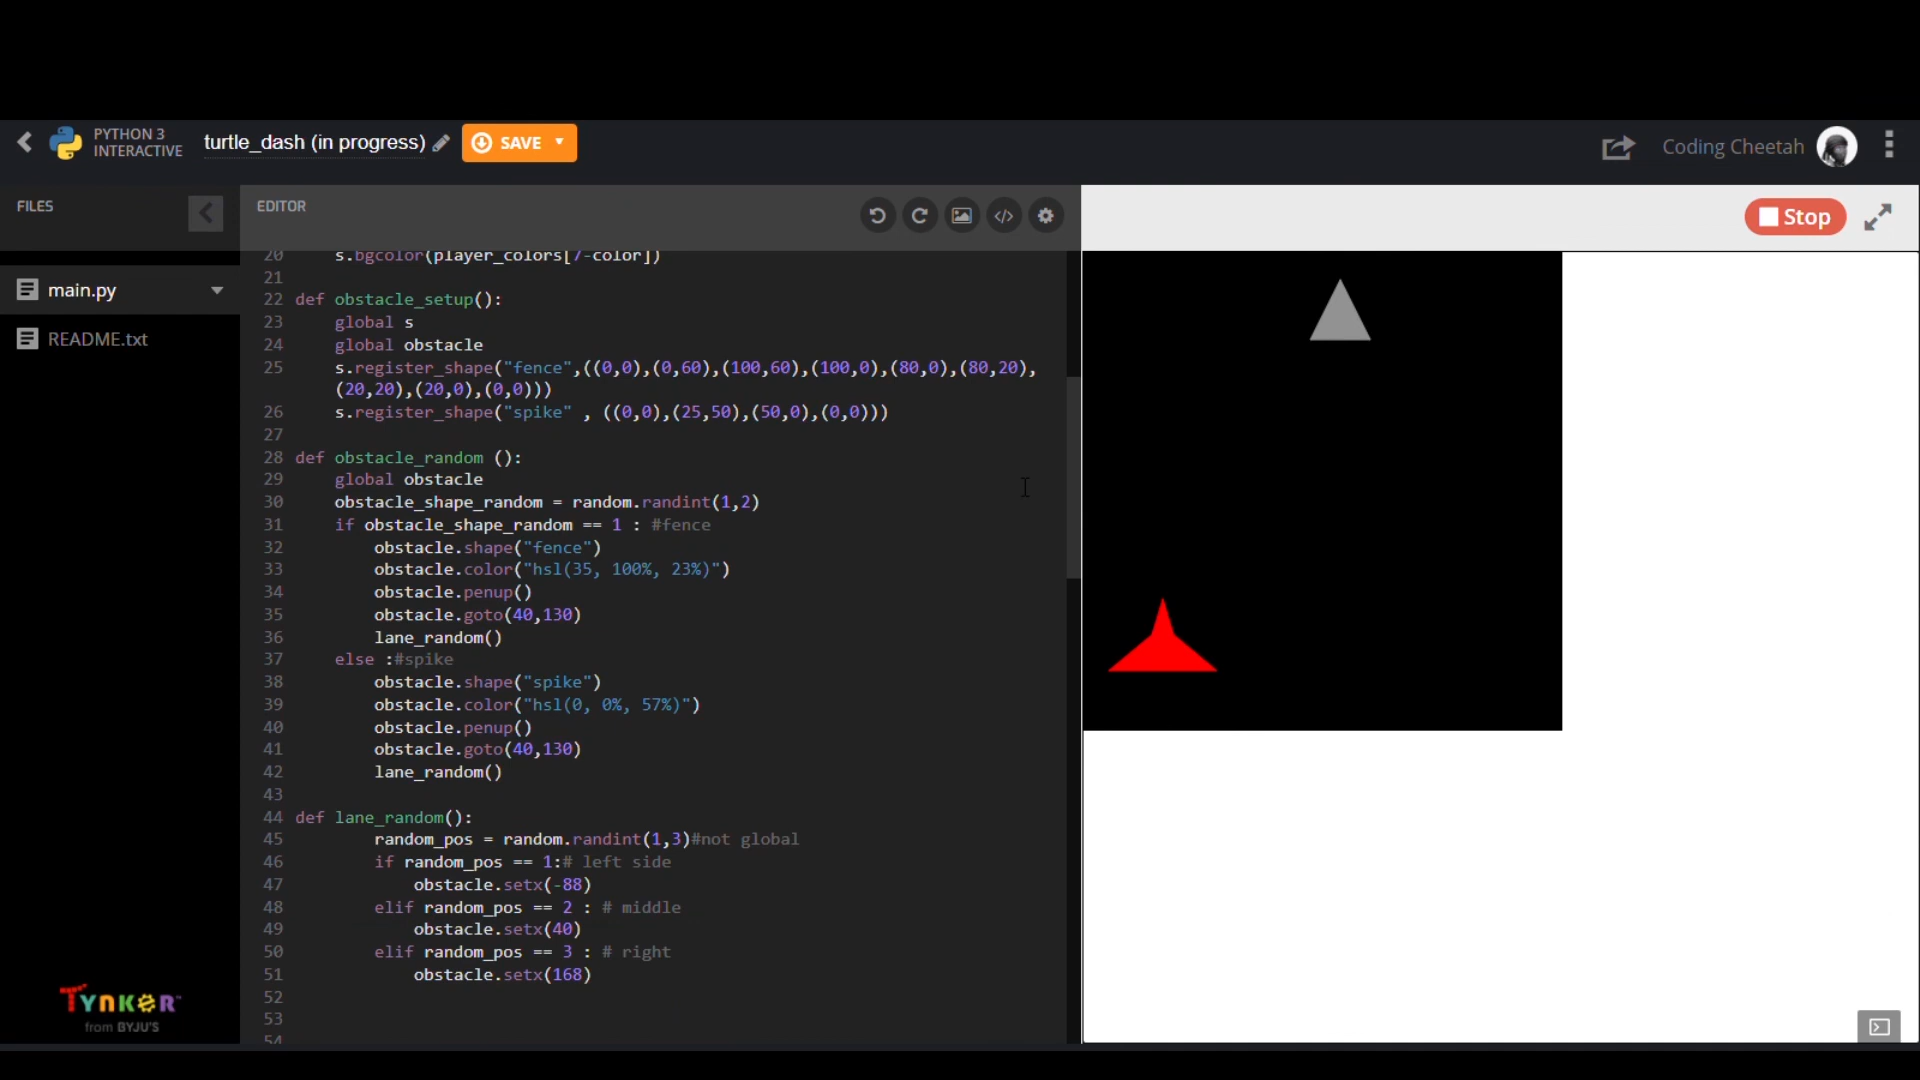 PYTHON 3
INTERACTIVE
turtle_dash (in progress)
SAVE
Coding Cheetah
FILES
EDITOR
Stop
main.py
README.txt
20 s.bgcolor(player_colors[7-color])
21
22 def obstacle_setup():
23 global s
24 global obstacle
25 s.register_shape("fence",((0,0),(0,60),(100,60),(100,0),(80,0),(80,20),
(20,20),(20,0),(0,0)))
26 s.register_shape("spike" , ((0,0),(25,50),(50,0),(0,0)))
27
28 def obstacle_random ():
29 global obstacle
30 obstacle_shape_random = random.randint(1,2)
31 if obstacle_shape_random == 1 : #fence
32 obstacle.shape("fence")
33 obstacle.color("hsl(35, 100%, 23%)")
34 obstacle.penup()
35 obstacle.goto(40,130)
36 lane_random()
37 else :#spike
38 obstacle.shape("spike")
39 obstacle.color("hsl(0, 0%, 57%)")
40 obstacle.penup()
41 obstacle.goto(40,130)
42 lane_random()
43
44 def lane_random():
45 random_pos = random.randint(1,3)#not global
46 if random_pos == 1:# left side
47 obstacle.setx(-88)
48 elif random_pos == 2 : # middle
49 obstacle.setx(40)
50 elif random_pos == 3 : # right
51 obstacle.setx(168)
52
53
54
TYNKER
from BYJU'S